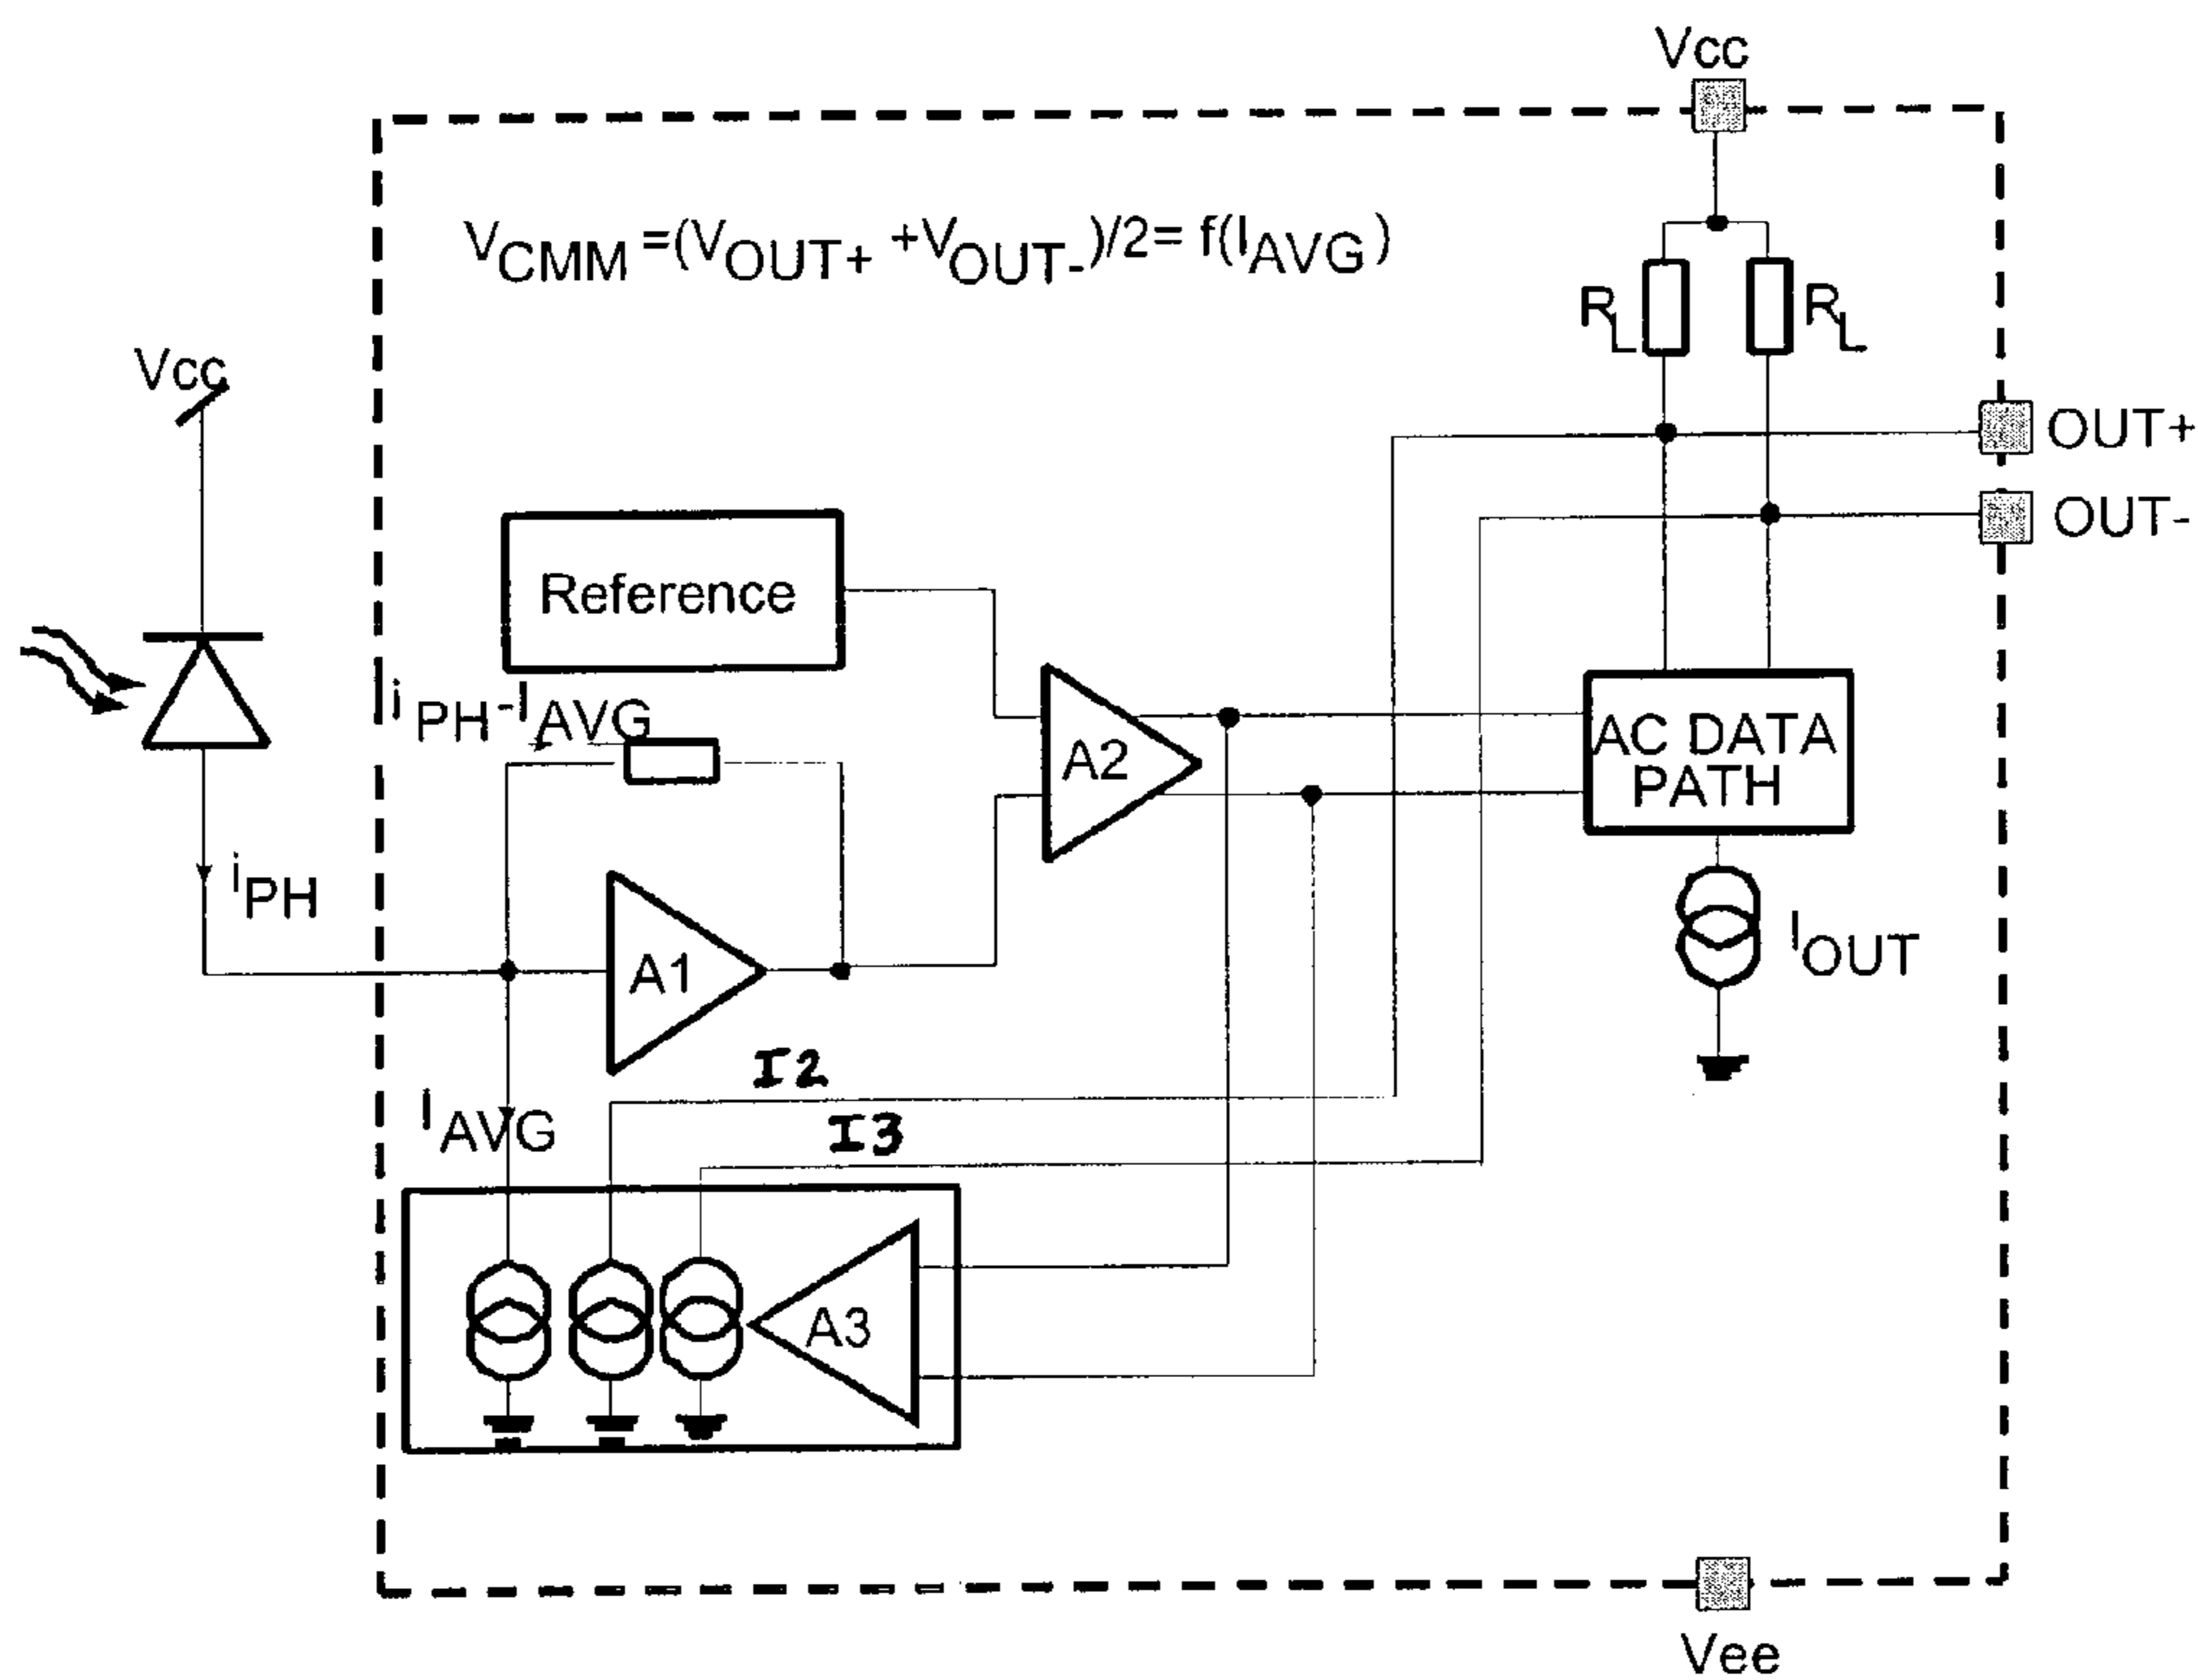 Vcc
VCMM =(VOUT+ +VOUT-)/2= f(IAVG)
RL
RL
Vcc
OUT+
OUT-
Reference
iPH-IAVG
A2
AC DATA
PATH
iPH
A1
IOUT
I2
IAVG
I3
A3
Vee